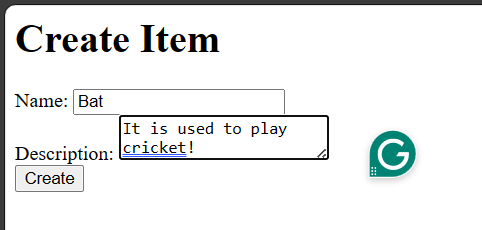 Create Item
Name: Bat
Description: It is used to play
cricket!
Create